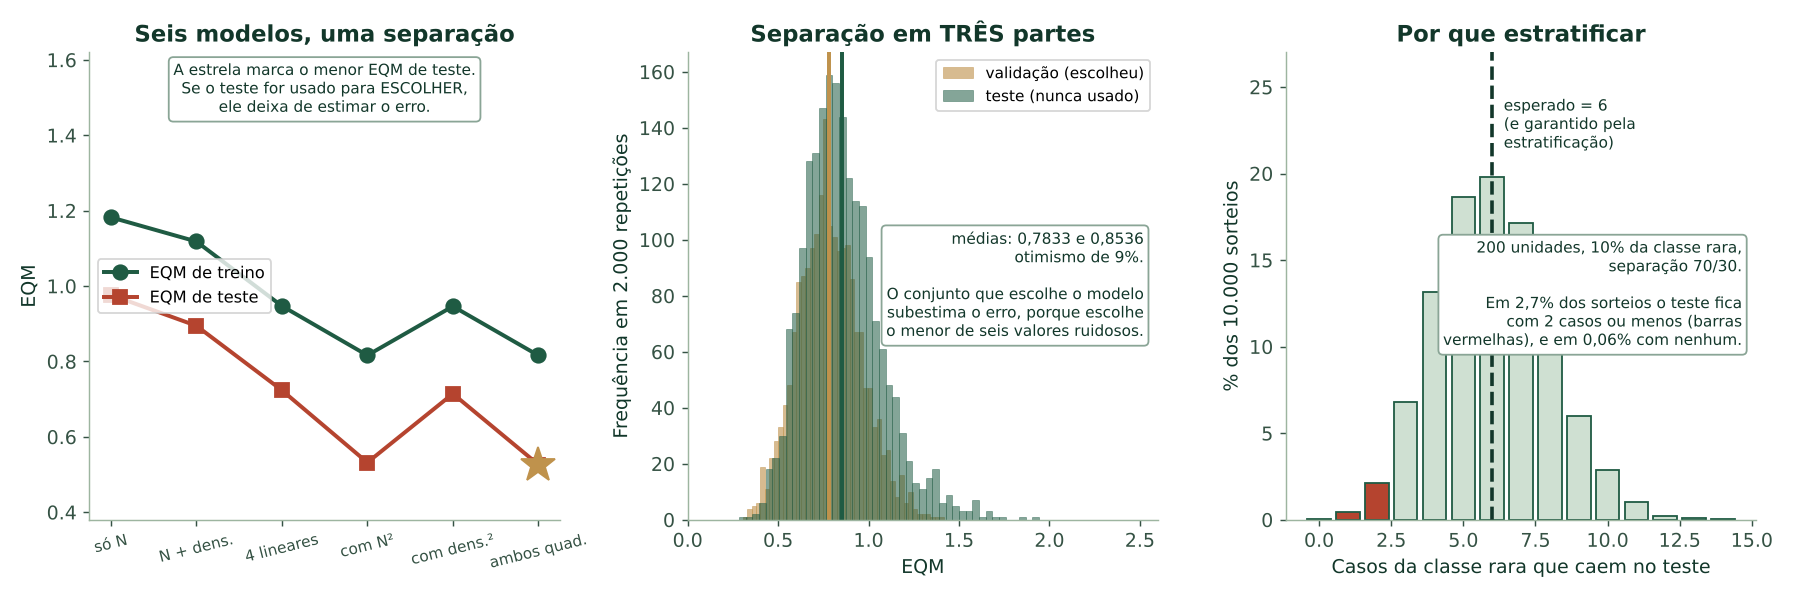 Seis modelos, uma separação
A estrela marca o menor EQM de teste.
Se o teste for usado para ESCOLHER,
ele deixa de estimar o erro.
EQM
1.6
1.4
1.2
1.0
0.8
0.6
0.4
EQM de treino
EQM de teste
só N
N + dens.
4 lineares
com N²
com dens.²
ambos quad.
Separação em TRÊS partes
Frequência em 2.000 repetições
160
140
120
100
80
60
40
20
0
validação (escolheu)
teste (nunca usado)
médias: 0,7833 e 0,8536
otimismo de 9%.
O conjunto que escolhe o modelo
subestima o erro, porque escolhe
o menor de seis valores ruidosos.
0.0
0.5
1.0
1.5
2.0
2.5
EQM
Por que estratificar
% dos 10.000 sorteios
25
20
15
10
5
0
esperado = 6
(e garantido pela
estratificação)
200 unidades, 10% da classe rara,
separação 70/30.
Em 2,7% dos sorteios o teste fica
com 2 casos ou menos (barras
vermelhas), e em 0,06% com nenhum.
0.0
2.5
5.0
7.5
10.0
12.5
15.0
Casos da classe rara que caem no teste